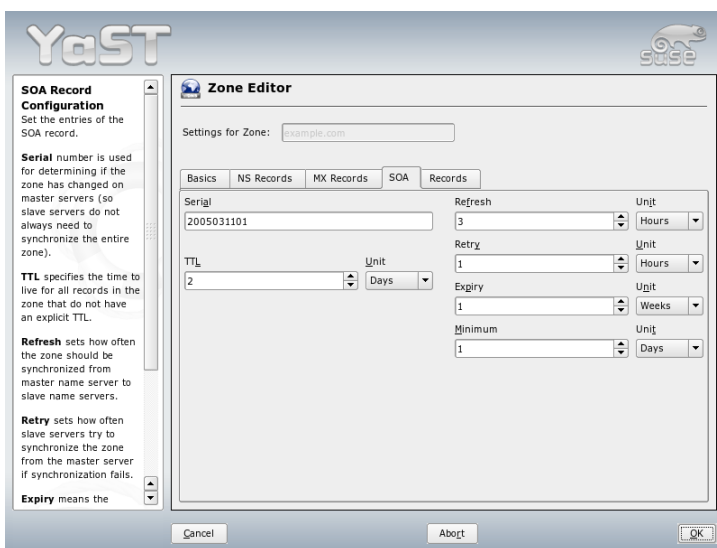 YaST
SUSE
SOA Record
Configuration
Set the entries of the
SOA record.
Serial number is used
for determining if the
zone has changed on
master servers (so
slave servers do not
always need to
synchronize the entire
zone).
TTL specifies the time to
live for all records in the
zone that do not have
an explicit TTL.
Refresh sets how often
the zone should be
synchronized from
master name server to
slave name servers.
Retry sets how often
slave servers try to
synchronize the zone
from the master server
if synchronization fails.
Expiry means the
Zone Editor
Settings for Zone: example.com
Basics NS Records MX Records SOA Records
Serial
2005031101
TTL Unit
2 Days
Refresh Unit
3 Hours
Retry Unit
1 Hours
Expiry Unit
1 Weeks
Minimum Unit
1 Days
Cancel Abort OK